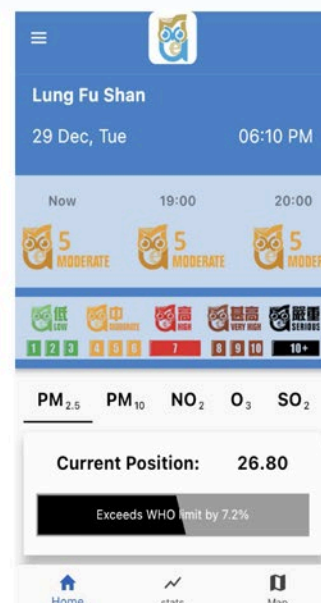 Lung Fu Shan
29 Dec, Tue 06:10 PM
Now 19:00 20:00
5 5 5
MODERATE MODERATE MODER
低 中 高 甚高 嚴重
LOW MODERATE HIGH VERY HIGH SERIOUS
1 2 3 4 5 6 7 8 9 10 10+
PM2.5 PM10 NO2 O3 SO2
Current Position: 26.80
Exceeds WHO limit by 7.2%
Home stats Map